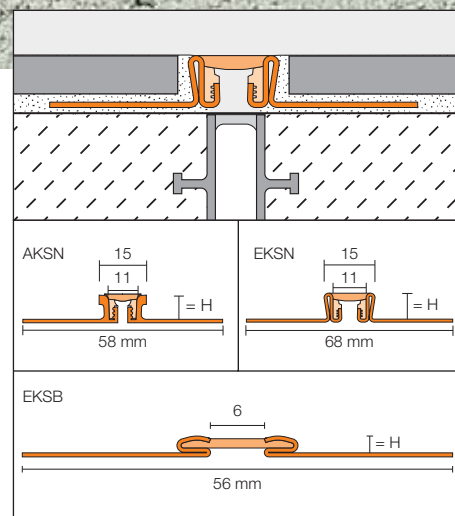 AKSN
15
11
= H
58 mm
EKSN
15
11
= H
68 mm
EKSB
6
= H
56 mm